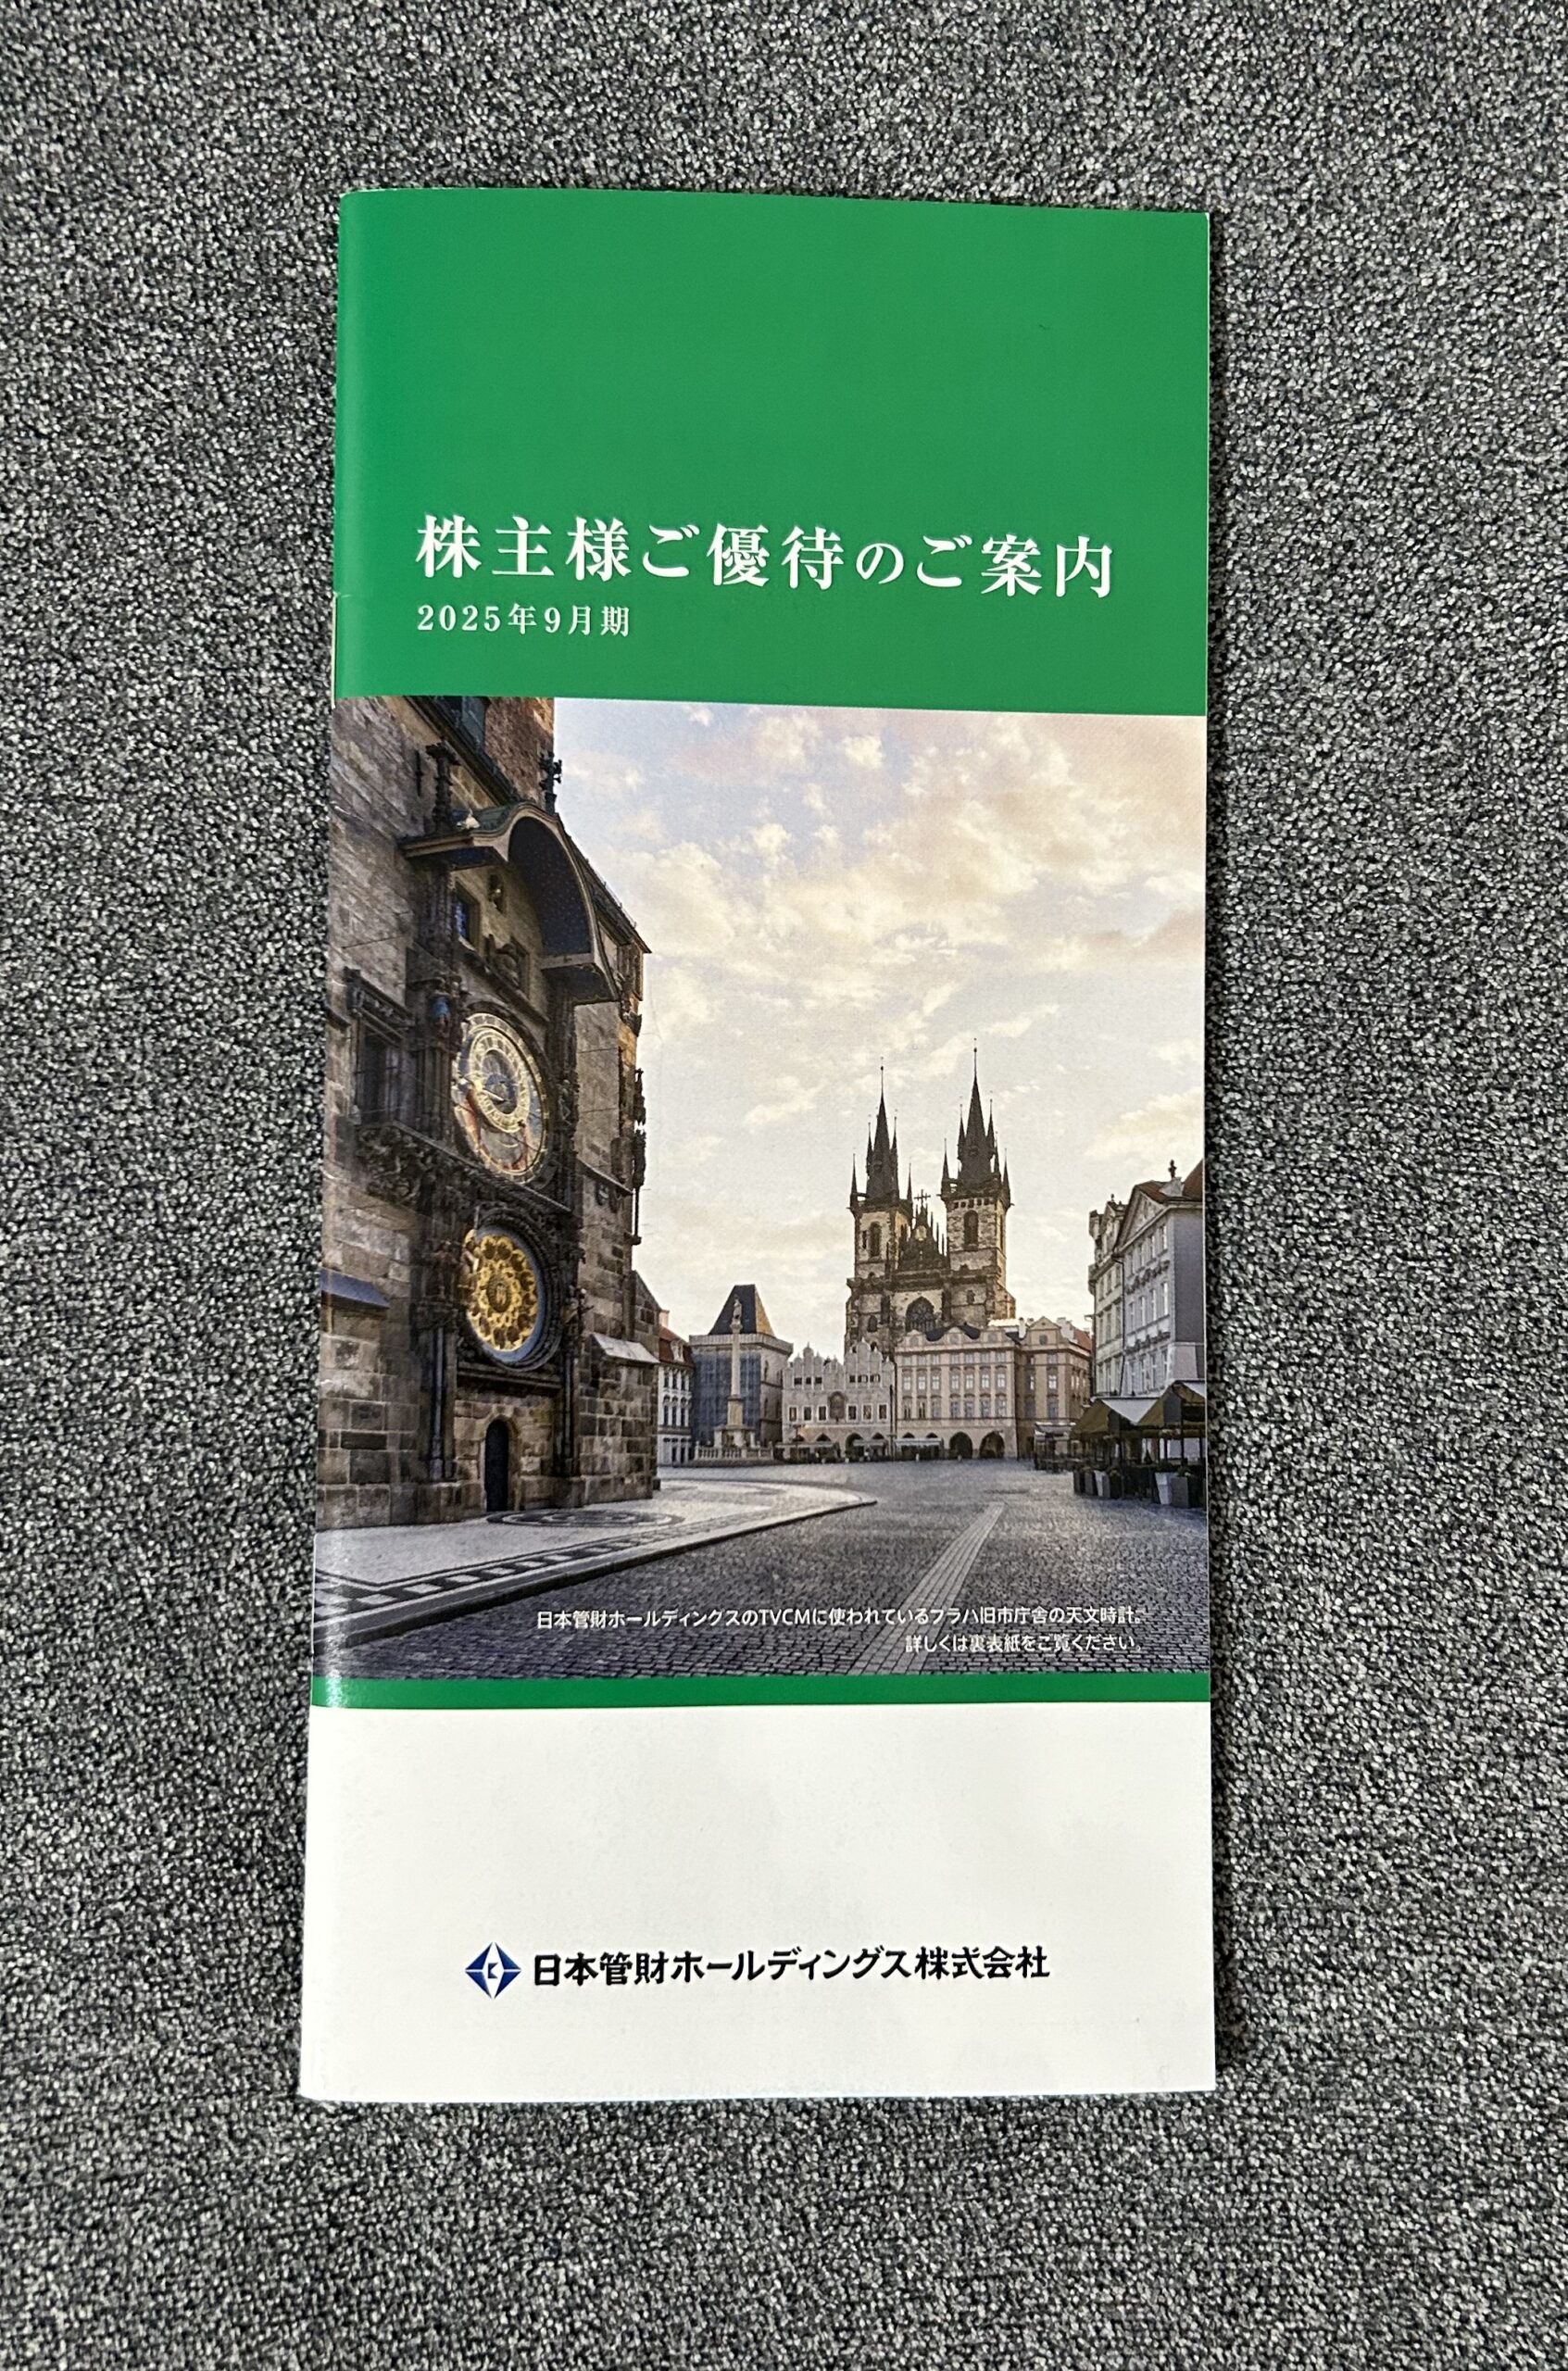 株主様ご優待のご案内
2025年9月期
日本管財ホールディングスのTVCMに使われているプラハ旧市庁舎の天文時計。
詳しくは裏表紙をご覧ください。
日本管財ホールディングス株式会社